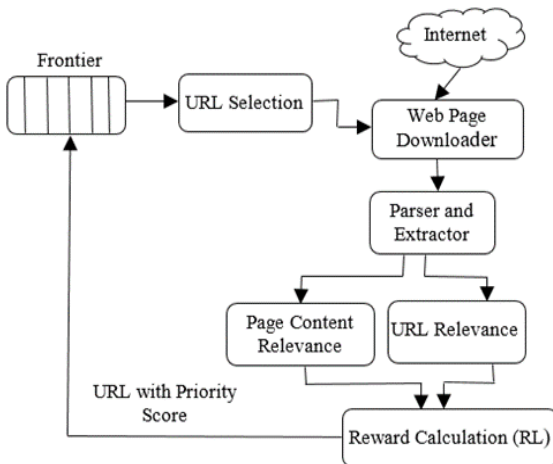 Internet
Frontier
URL Selection
Web Page
Downloader
Parser and
Extractor
Page Content
Relevance
URL Relevance
URL with Priority
Score
Reward Calculation (RL)